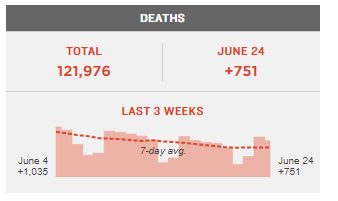 DEATHS
TOTAL
121,976
JUNE 24
+751
LAST 3 WEEKS
7-day avg.
June 4
+1,035
June 24
+751